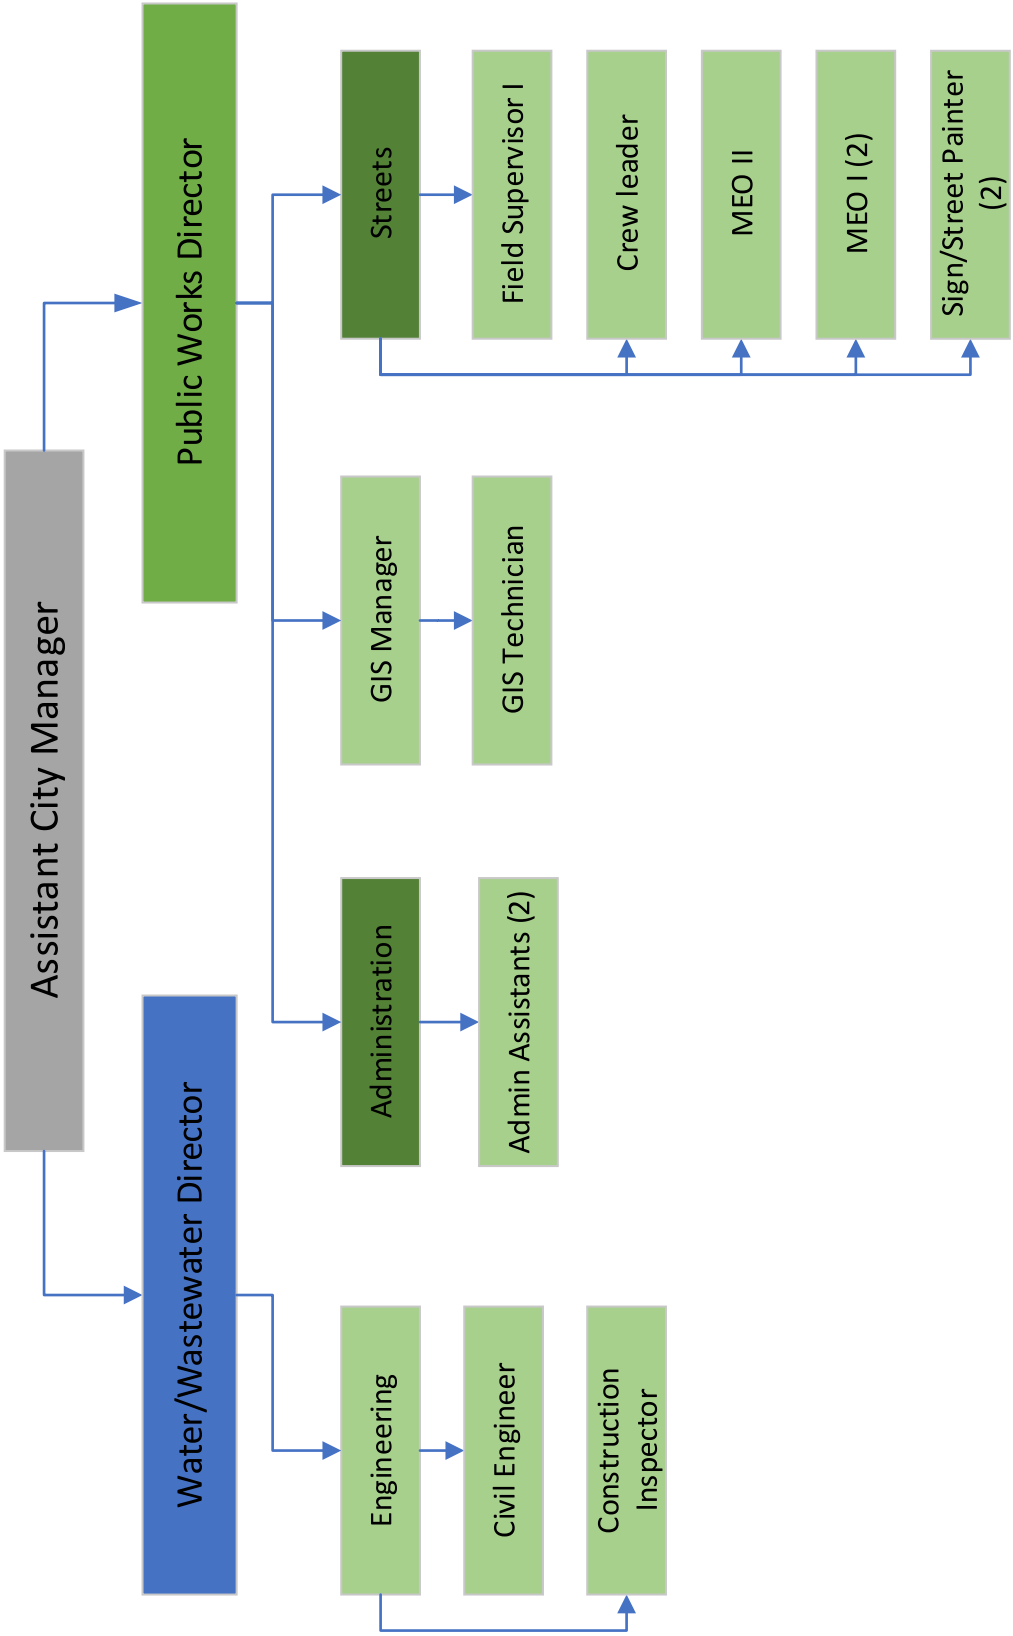 Assistant City Manager
Water/Wastewater Director
Public Works Director
Engineering
Administration
GIS Manager
Streets
Civil Engineer
Admin Assistants (2)
GIS Technician
Field Supervisor I
Construction
Inspector
Crew leader
MEO II
MEO I (2)
Sign/Street Painter
(2)